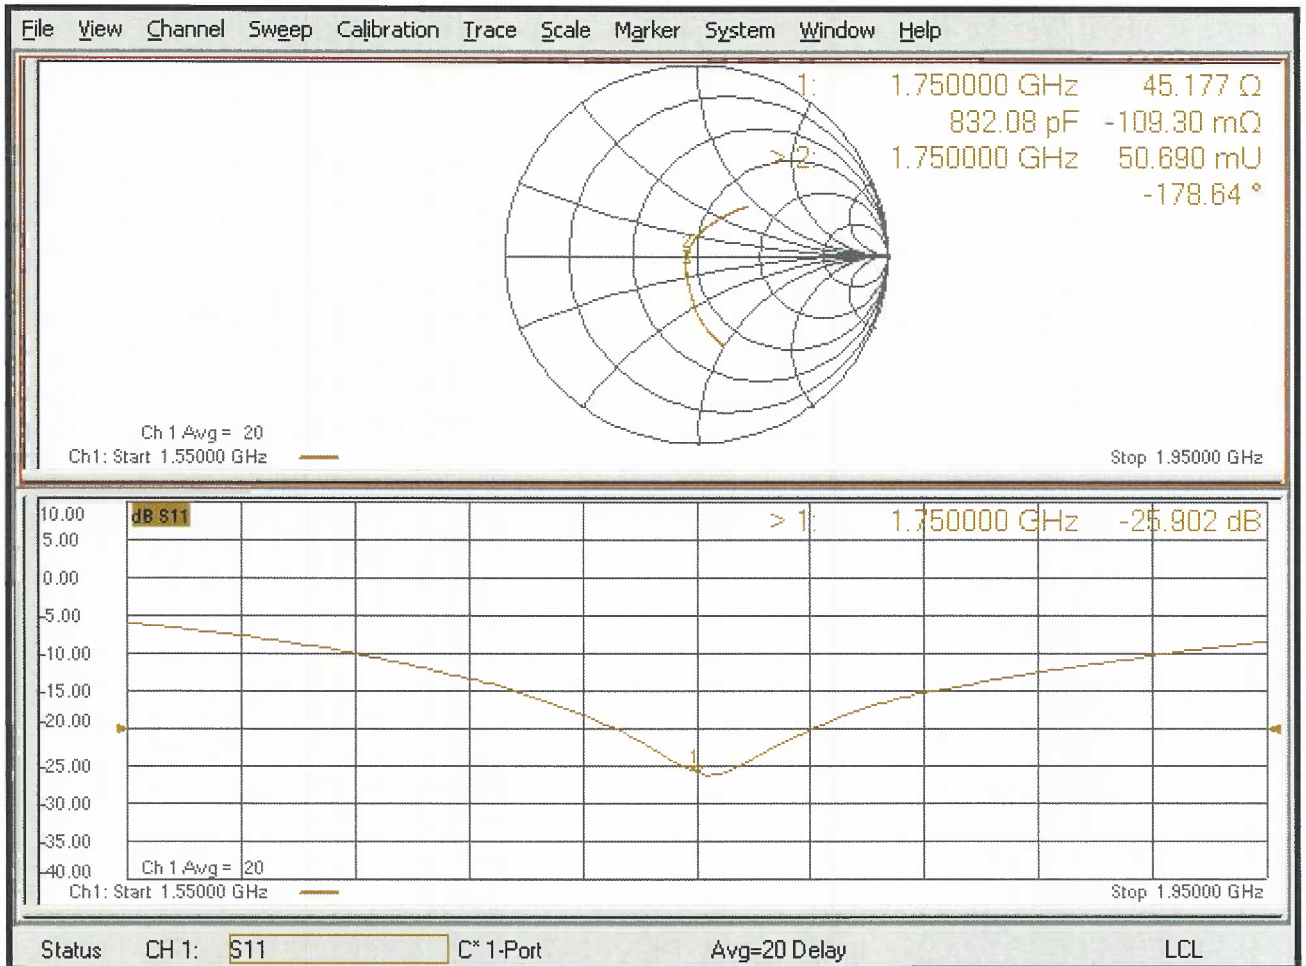 File View Channel Sweep Calibration Trace Scale Marker System Window Help
1: 1.750000 GHz 45.177 Ω
832.08 pF -109.30 mΩ
> 2: 1.750000 GHz 50.690 mU
-178.64 °
2
1
Ch 1 Avg = 20
Ch1: Start 1.55000 GHz
Stop 1.95000 GHz
10.00
dB S11
> 1: 1.750000 GHz -25.902 dB
5.00
0.00
-5.00
-10.00
-15.00
-20.00
1
-25.00
-30.00
-35.00
-40.00
Ch 1 Avg = 20
Ch1: Start 1.55000 GHz
Stop 1.95000 GHz
Status CH 1: S11 C* 1-Port Avg=20 Delay LCL